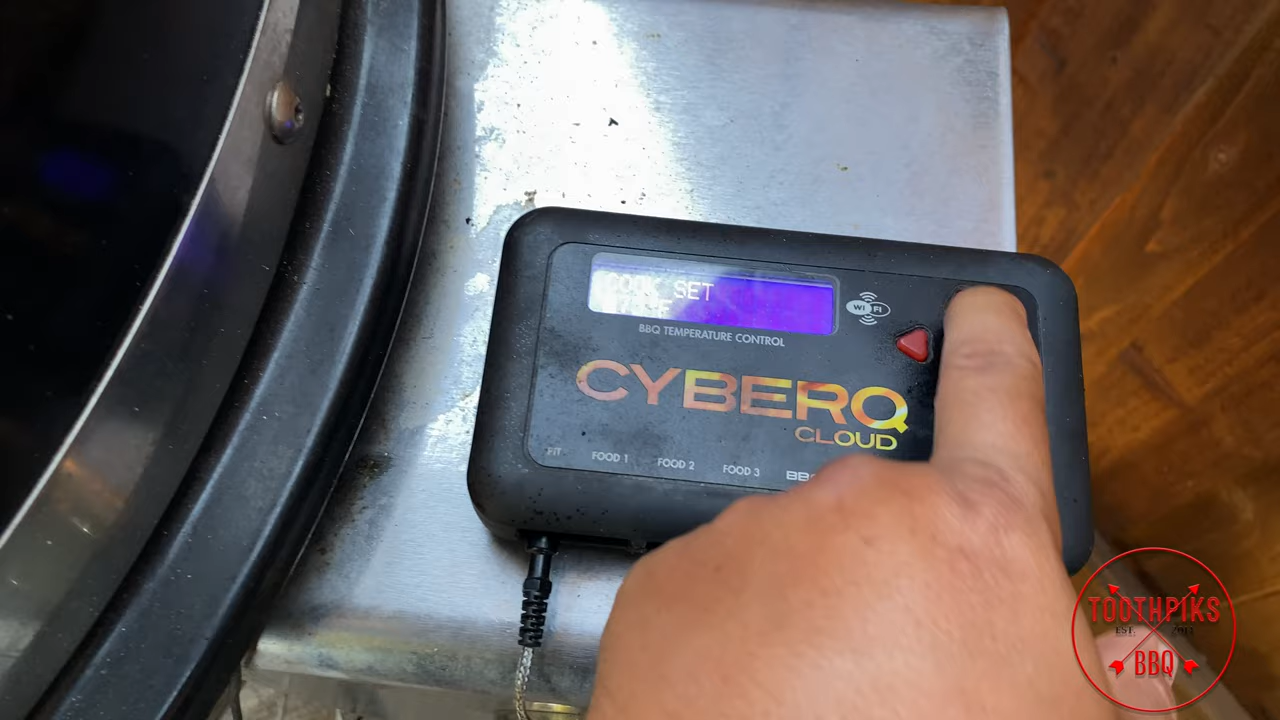 COOK SET
BBQ TEMPERATURE CONTROL
WI FI
CYBERQ
CLOUD
PIT FOOD 1 FOOD 2 FOOD 3
TOOTHPIKS
EST.
BBQ